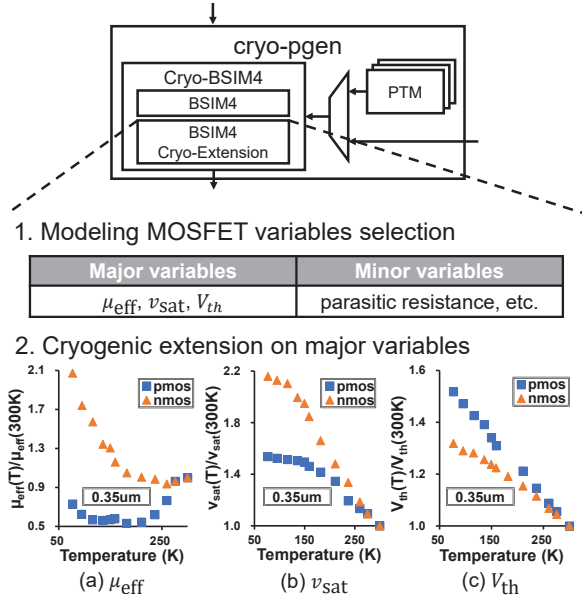 cryo-pgen
Cryo-BSIM4
BSIM4
BSIM4
Cryo-Extension
PTM
1. Modeling MOSFET variables selection
Major variables Minor variables
μeff, vsat, Vth parasitic resistance, etc.
2. Cryogenic extension on major variables
μeff(T)/μeff(300K)
2.1
1.7
1.3
0.9
0.5
pmos
nmos
0.35um
50 150 250
Temperature (K)
(a) μeff
vsat(T)/vsat(300K)
2.2
1.8
1.4
1.0
pmos
nmos
0.35um
50 150 250
Temperature (K)
(b) vsat
Vth(T)/Vth(300K)
1.6
1.4
1.2
1.0
pmos
nmos
0.35um
50 150 250
Temperature (K)
(c) Vth